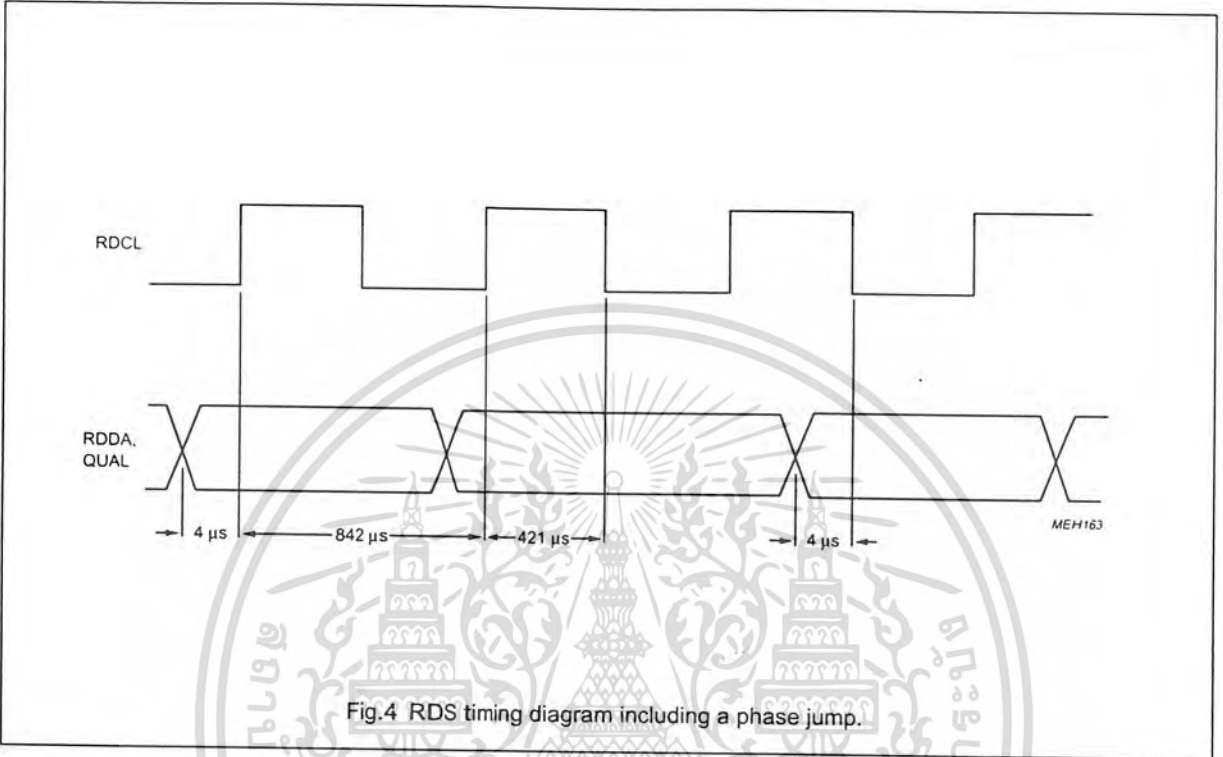 RDCL
RDDA,
QUAL
4 µs
842 µs
421 µs
4 µs
MEH163
Fig.4 RDS timing diagram including a phase jump.